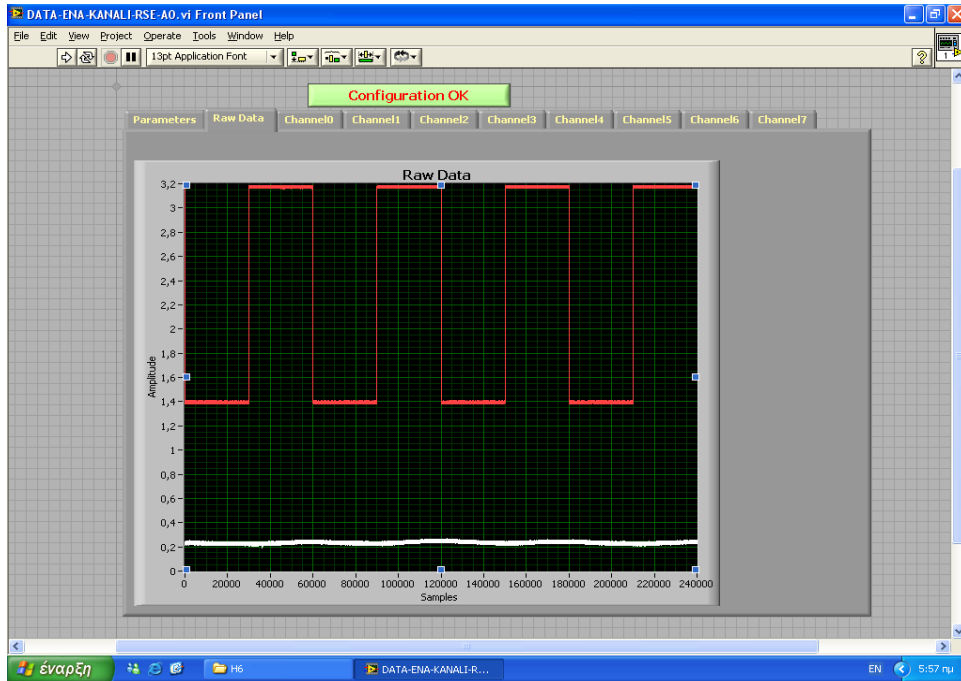 DATA-ENA-KANALI-RSE-A0.vi Front Panel
File Edit View Project Operate Tools Window Help
13pt Application Font
1
Configuration OK
Parameters Raw Data Channel0 Channel1 Channel2 Channel3 Channel4 Channel5 Channel6 Channel7
Raw Data
3,2
3
2,8
2,6
2,4
2,2
2
1,8
1,6
1,4
1,2
1
0,8
0,6
0,4
0,2
0
Amplitude
0 20000 40000 60000 80000 100000 120000 140000 160000 180000 200000 220000 240000
Samples
έναρξη H6 DATA-ENA-KANALI-R... EN 5:57 πμ